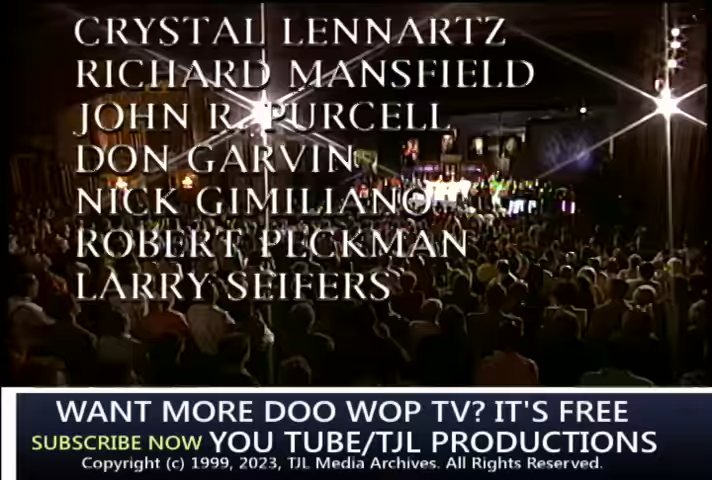 CRYSTAL LENNARTZ
RICHARD MANSFIELD
JOHN R. PURCELL
DON GARVIN
NICK GIMILIANO
ROBERT PECKMAN
LARRY SEIFERS
WANT MORE DOO WOP TV? IT'S FREE
SUBSCRIBE NOW YOU TUBE/TJL PRODUCTIONS
Copyright (c) 1999, 2023, TJL Media Archives. All Rights Reserved.